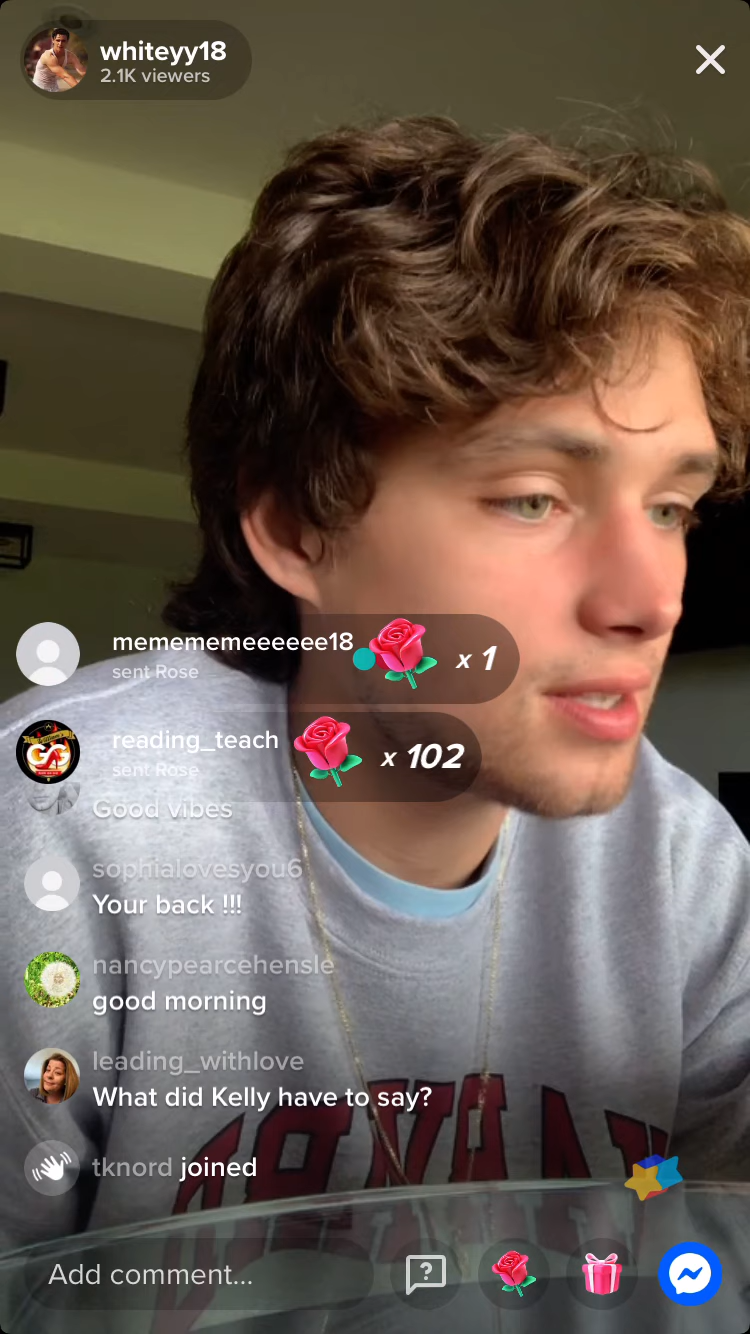 whiteyy18
2.1K viewers
memememeeeeee18
sent Rose
x 1
reading_teach
sent Rose
x 102
Good vibes
sophialovesyou6
Your back !!!
nancypearcehensle
good morning
leading_withlove
What did Kelly have to say?
tknord joined
Add comment...